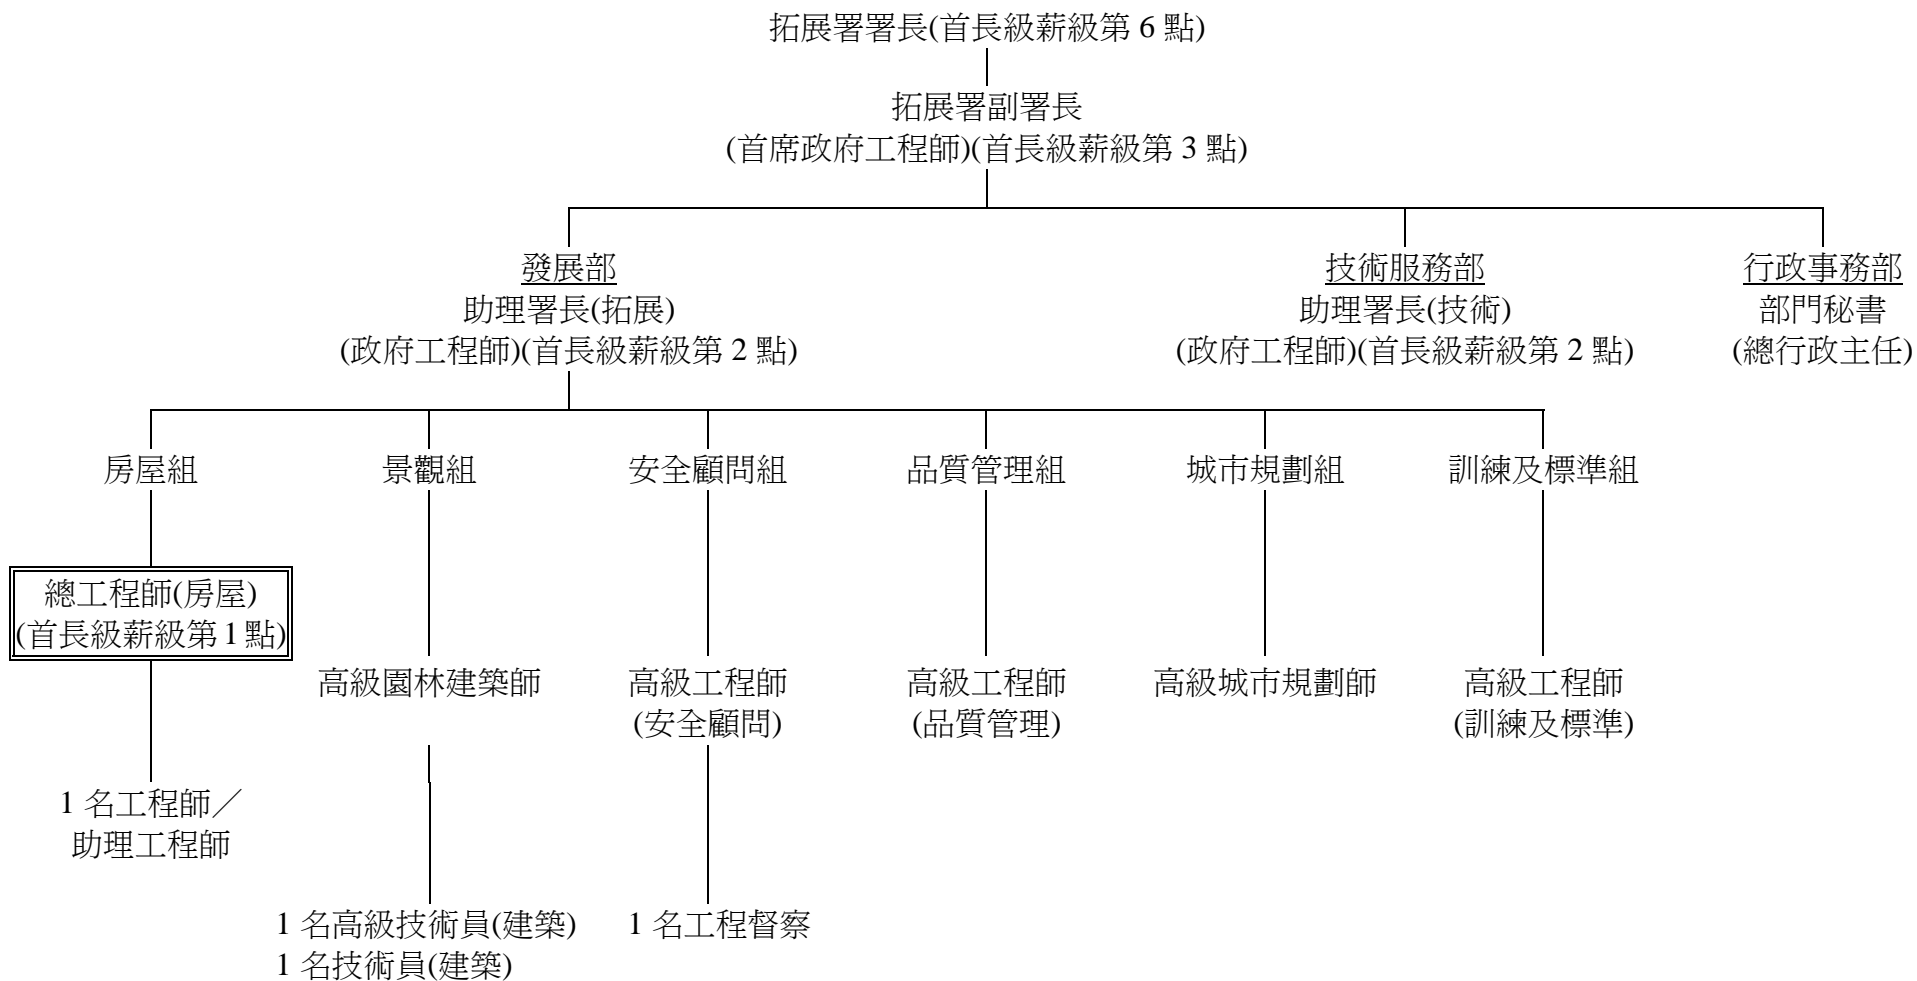 拓展署署長(首長級薪級第 6 點)
拓展署副署長
(首席政府工程師)(首長級薪級第 3 點)
發展部
助理署長(拓展)
(政府工程師)(首長級薪級第 2 點)
技術服務部
助理署長(技術)
(政府工程師)(首長級薪級第 2 點)
行政事務部
部門秘書
(總行政主任)
房屋組
景觀組
安全顧問組
品質管理組
城市規劃組
訓練及標準組
總工程師(房屋)
(首長級薪級第 1 點)
高級園林建築師
高級工程師
(安全顧問)
高級工程師
(品質管理)
高級城市規劃師
高級工程師
(訓練及標準)
1 名工程師／
助理工程師
1 名高級技術員(建築)
1 名技術員(建築)
1 名工程督察